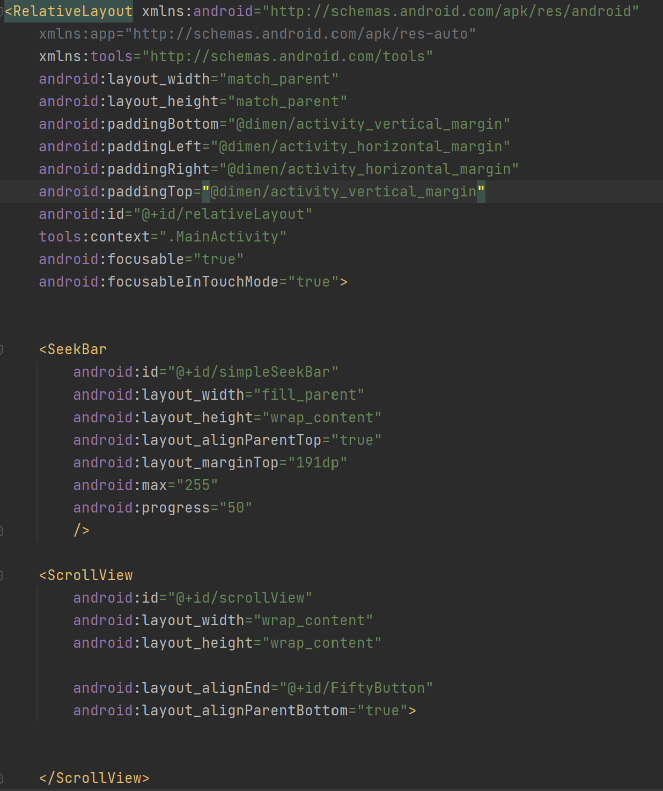 <RelativeLayout xmlns:android="http://schemas.android.com/apk/res/android"
    xmlns:app="http://schemas.android.com/apk/res-auto"
    xmlns:tools="http://schemas.android.com/tools"
    android:layout_width="match_parent"
    android:layout_height="match_parent"
    android:paddingBottom="@dimen/activity_vertical_margin"
    android:paddingLeft="@dimen/activity_horizontal_margin"
    android:paddingRight="@dimen/activity_horizontal_margin"
    android:paddingTop="@dimen/activity_vertical_margin"
    android:id="@+id/relativeLayout"
    tools:context=".MainActivity"
    android:focusable="true"
    android:focusableInTouchMode="true">
    <SeekBar
        android:id="@+id/simpleSeekBar"
        android:layout_width="fill_parent"
        android:layout_height="wrap_content"
        android:layout_alignParentTop="true"
        android:layout_marginTop="191dp"
        android:max="255"
        android:progress="50"
        />
    <ScrollView
        android:id="@+id/scrollView"
        android:layout_width="wrap_content"
        android:layout_height="wrap_content"
        android:layout_alignEnd="@+id/FiftyButton"
        android:layout_alignParentBottom="true">
    </ScrollView>